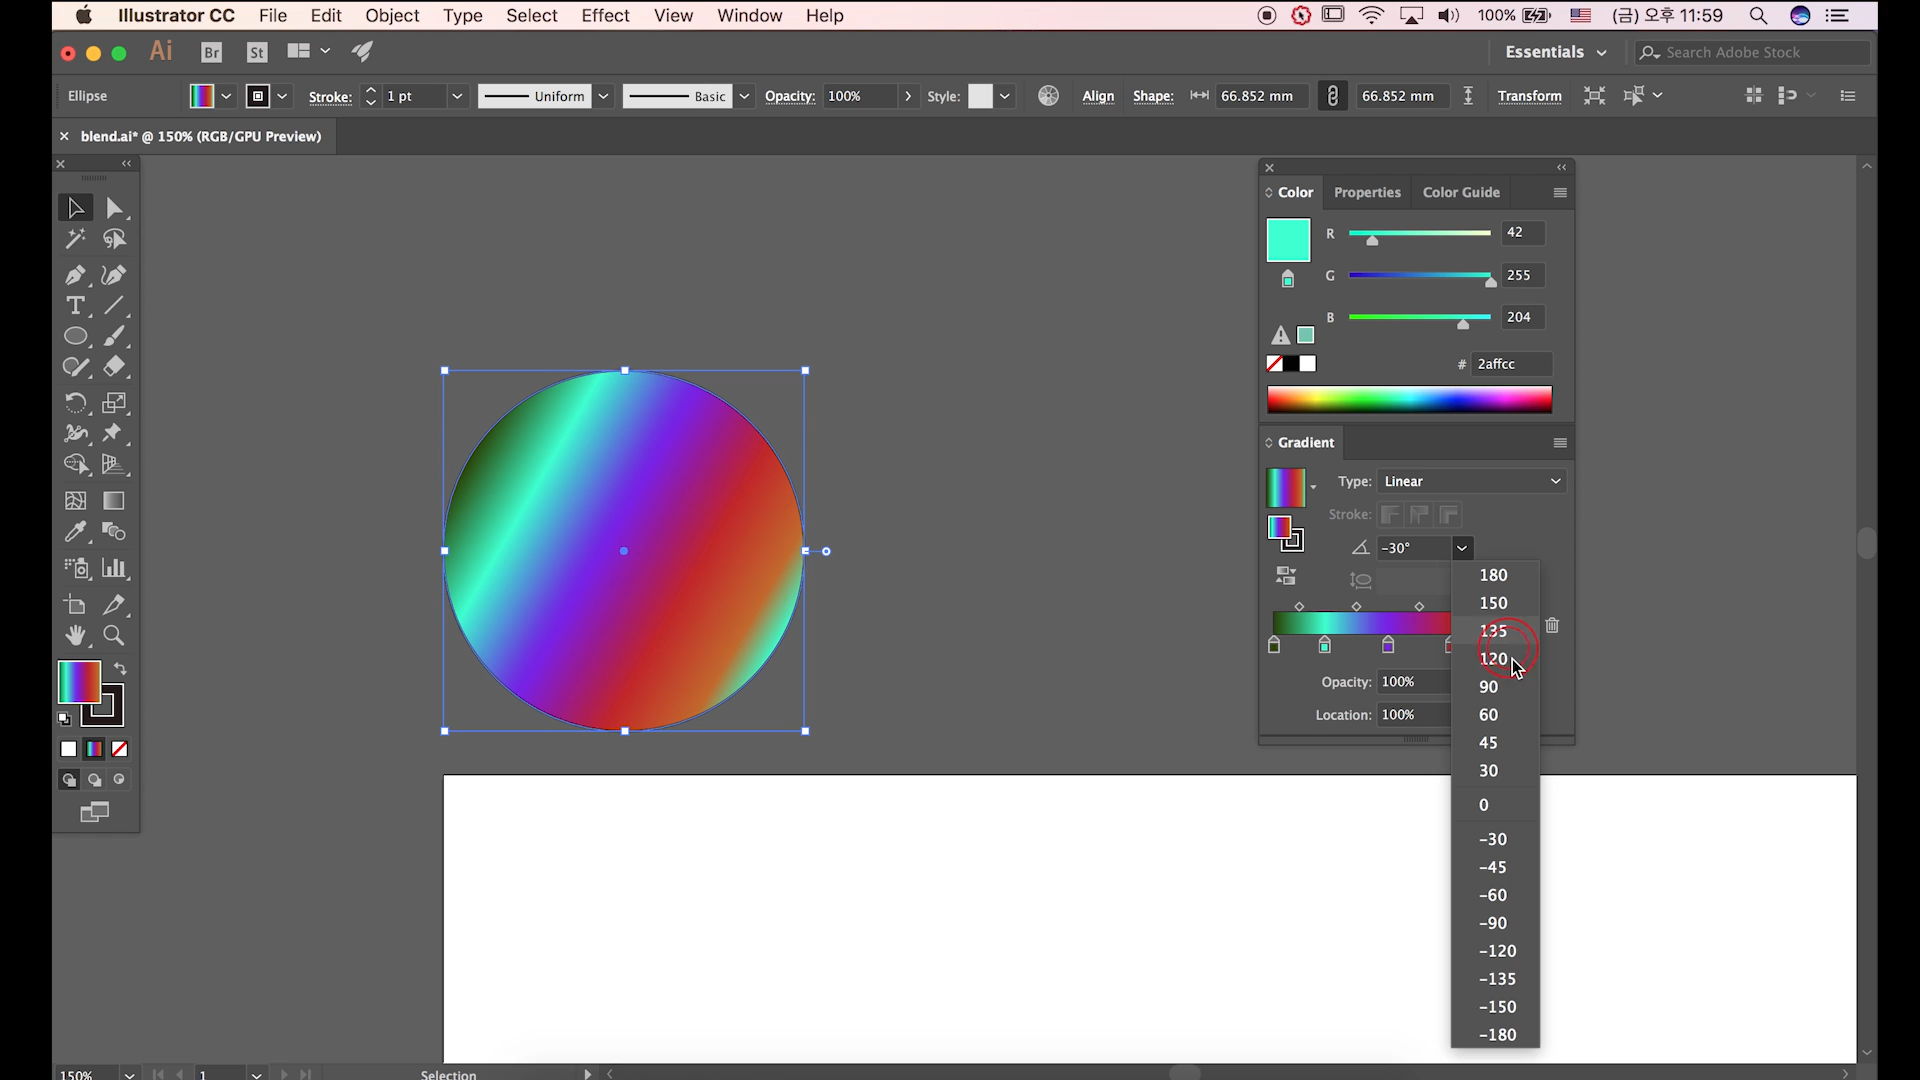 Illustrator CC File Edit Object Type Select Effect View Window Help 100% (금) 오후 11:59
Ai Br St Essentials Search Adobe Stock
Ellipse Stroke: 1 pt Uniform Basic Opacity: 100% Style: Align Shape: 66.852 mm 66.852 mm Transform
blend.ai* @ 150% (RGB/GPU Preview)
Color Properties Color Guide
R 42
G 255
B 204
# 2affcc
Gradient
Type: Linear
Stroke:
-30°
180
150
135
120
90
60
45
30
0
-30
-45
-60
-90
-120
-135
-150
-180
Opacity: 100%
Location: 100%
150% 1 Selection